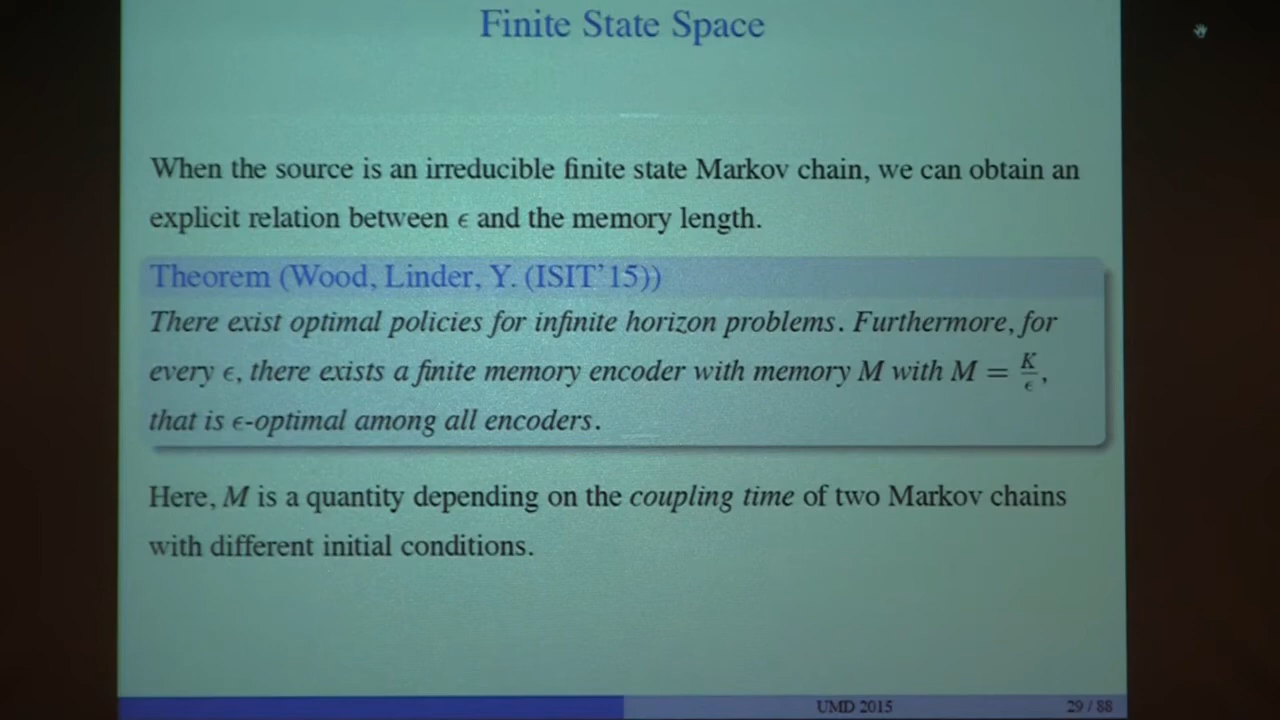 Finite State Space
When the source is an irreducible finite state Markov chain, we can obtain an
explicit relation between ϵ and the memory length.
Theorem (Wood, Linder, Y. (ISIT'15))
There exist optimal policies for infinite horizon problems. Furthermore, for
every ϵ, there exists a finite memory encoder with memory M with M = K/ϵ,
that is ϵ-optimal among all encoders.
Here, M is a quantity depending on the coupling time of two Markov chains
with different initial conditions.
UMD 2015 29 / 88